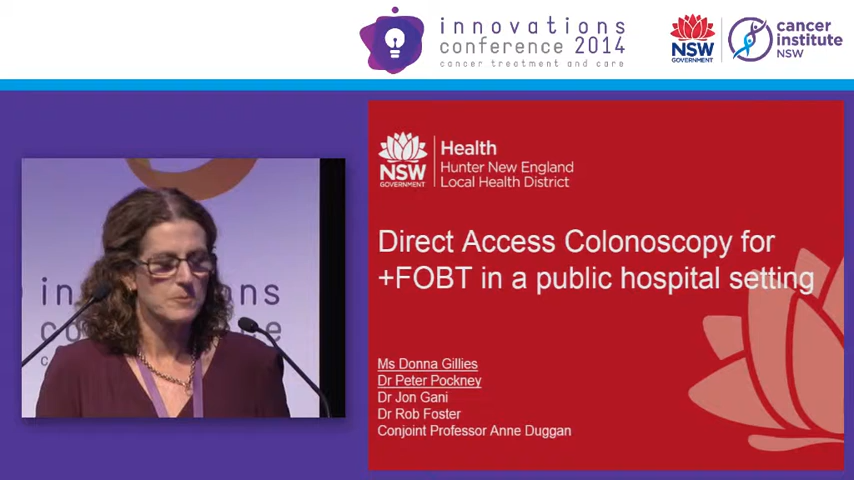 innovations
conference 2014
cancer treatment and care
NSW
GOVERNMENT
cancer
institute
NSW
NSW
GOVERNMENT
Health
Hunter New England
Local Health District
Direct Access Colonoscopy for
+FOBT in a public hospital setting
Ms Donna Gillies
Dr Peter Pockney
Dr Jon Gani
Dr Rob Foster
Conjoint Professor Anne Duggan